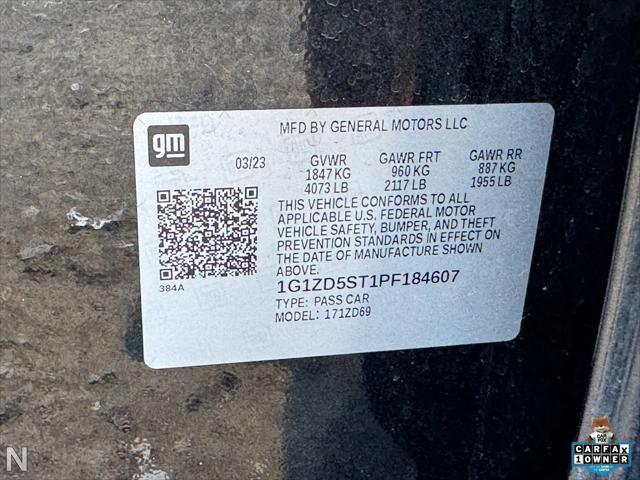 gm
MFD BY GENERAL MOTORS LLC
03/23 GVWR GAWR FRT GAWR RR
1847 KG 960 KG 887 KG
4073 LB 2117 LB 1955 LB
THIS VEHICLE CONFORMS TO ALL
APPLICABLE U.S. FEDERAL MOTOR
VEHICLE SAFETY, BUMPER, AND THEFT
PREVENTION STANDARDS IN EFFECT ON
THE DATE OF MANUFACTURE SHOWN
ABOVE.
384A
1G1ZD5ST1PF184607
TYPE: PASS CAR
MODEL: 171ZD69
N
CARFAX
1 OWNER